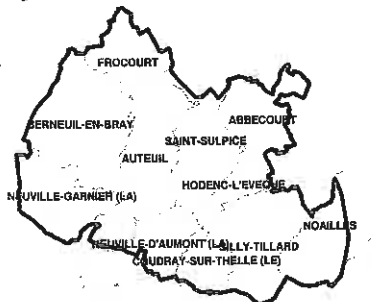 FROCOURT
ABBECOURT
BERNEUIL-EN-BRAY
SAINT-SULPICE
AUTEUIL
HODENC-L'EVEQUE
NEUVILLE-GARNIER (LA)
NOAILLES
NEUVILLE-D'AUMONT (LA)
SILLY-TILLARD
COUDRAY-SUR-THELLE (LE)